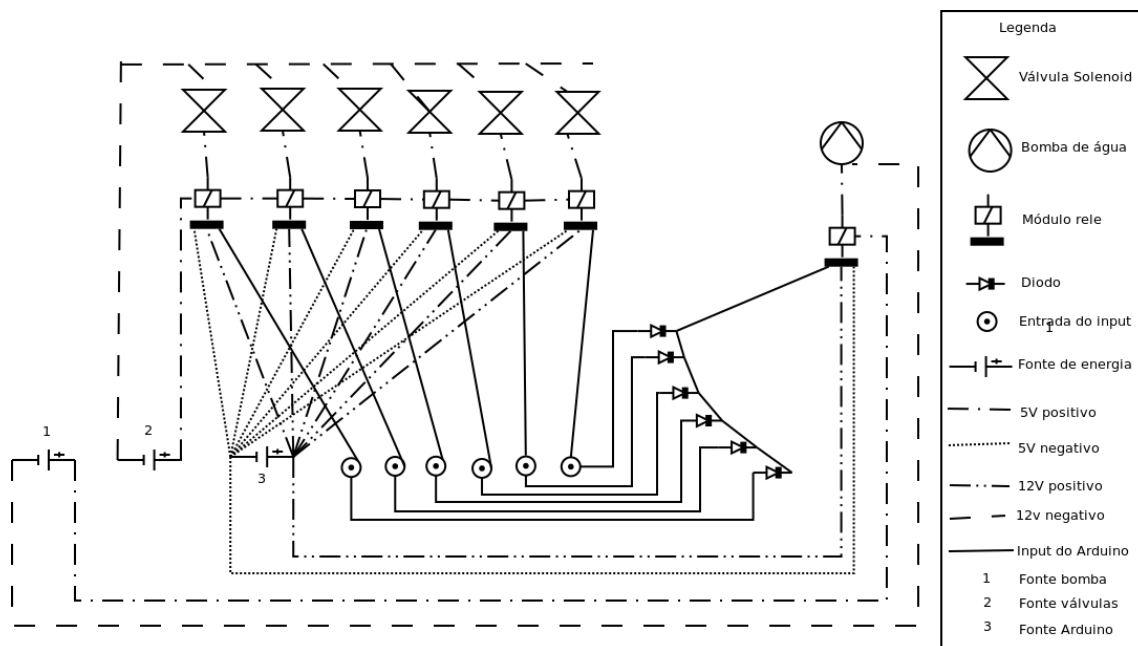 Legenda
Válvula Solenoid
Bomba de água
Módulo rele
Diodo
Entrada do input
1
Fonte de energia
5V positivo
5V negativo
12V positivo
12v negativo
Input do Arduino
1 Fonte bomba
2 Fonte válvulas
3 Fonte Arduino
1
2
3